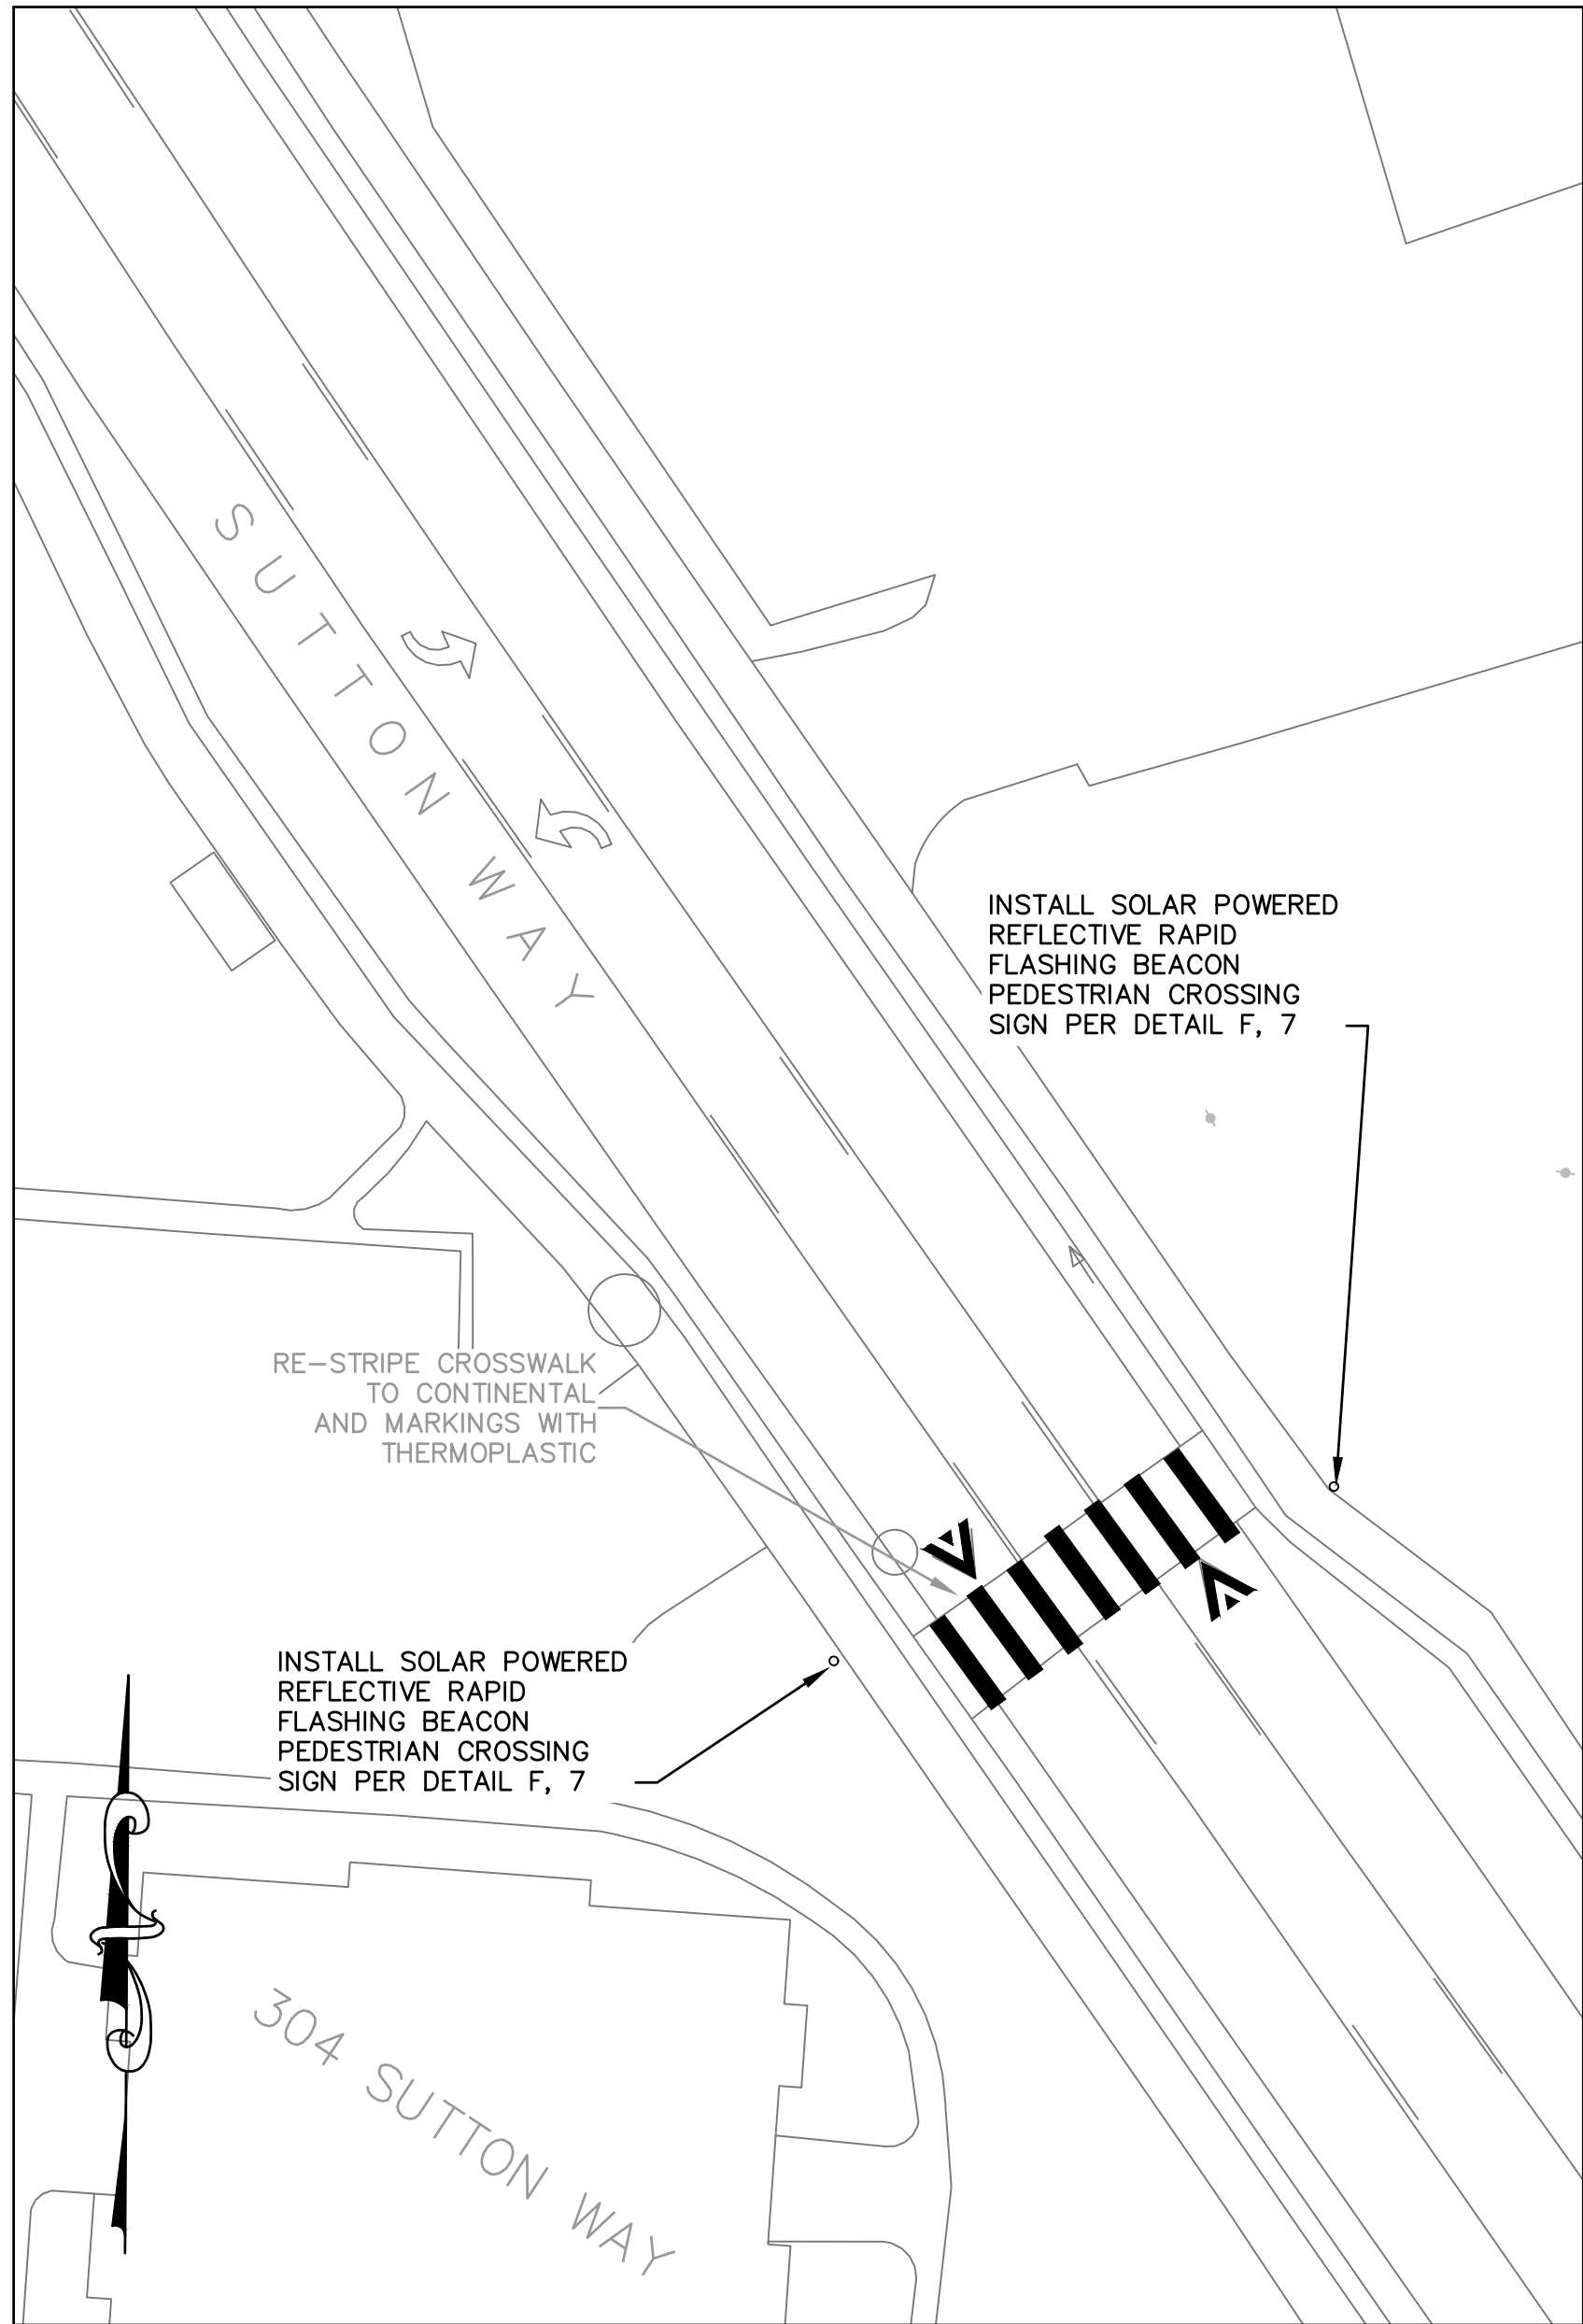 SUTTON WAY
INSTALL SOLAR POWERED
REFLECTIVE RAPID
FLASHING BEACON
PEDESTRIAN CROSSING
SIGN PER DETAIL F, 7
RE-STRIPE CROSSWALK
TO CONTINENTAL
AND MARKINGS WITH
THERMOPLASTIC
INSTALL SOLAR POWERED
REFLECTIVE RAPID
FLASHING BEACON
PEDESTRIAN CROSSING
SIGN PER DETAIL F, 7
304 SUTTON WAY